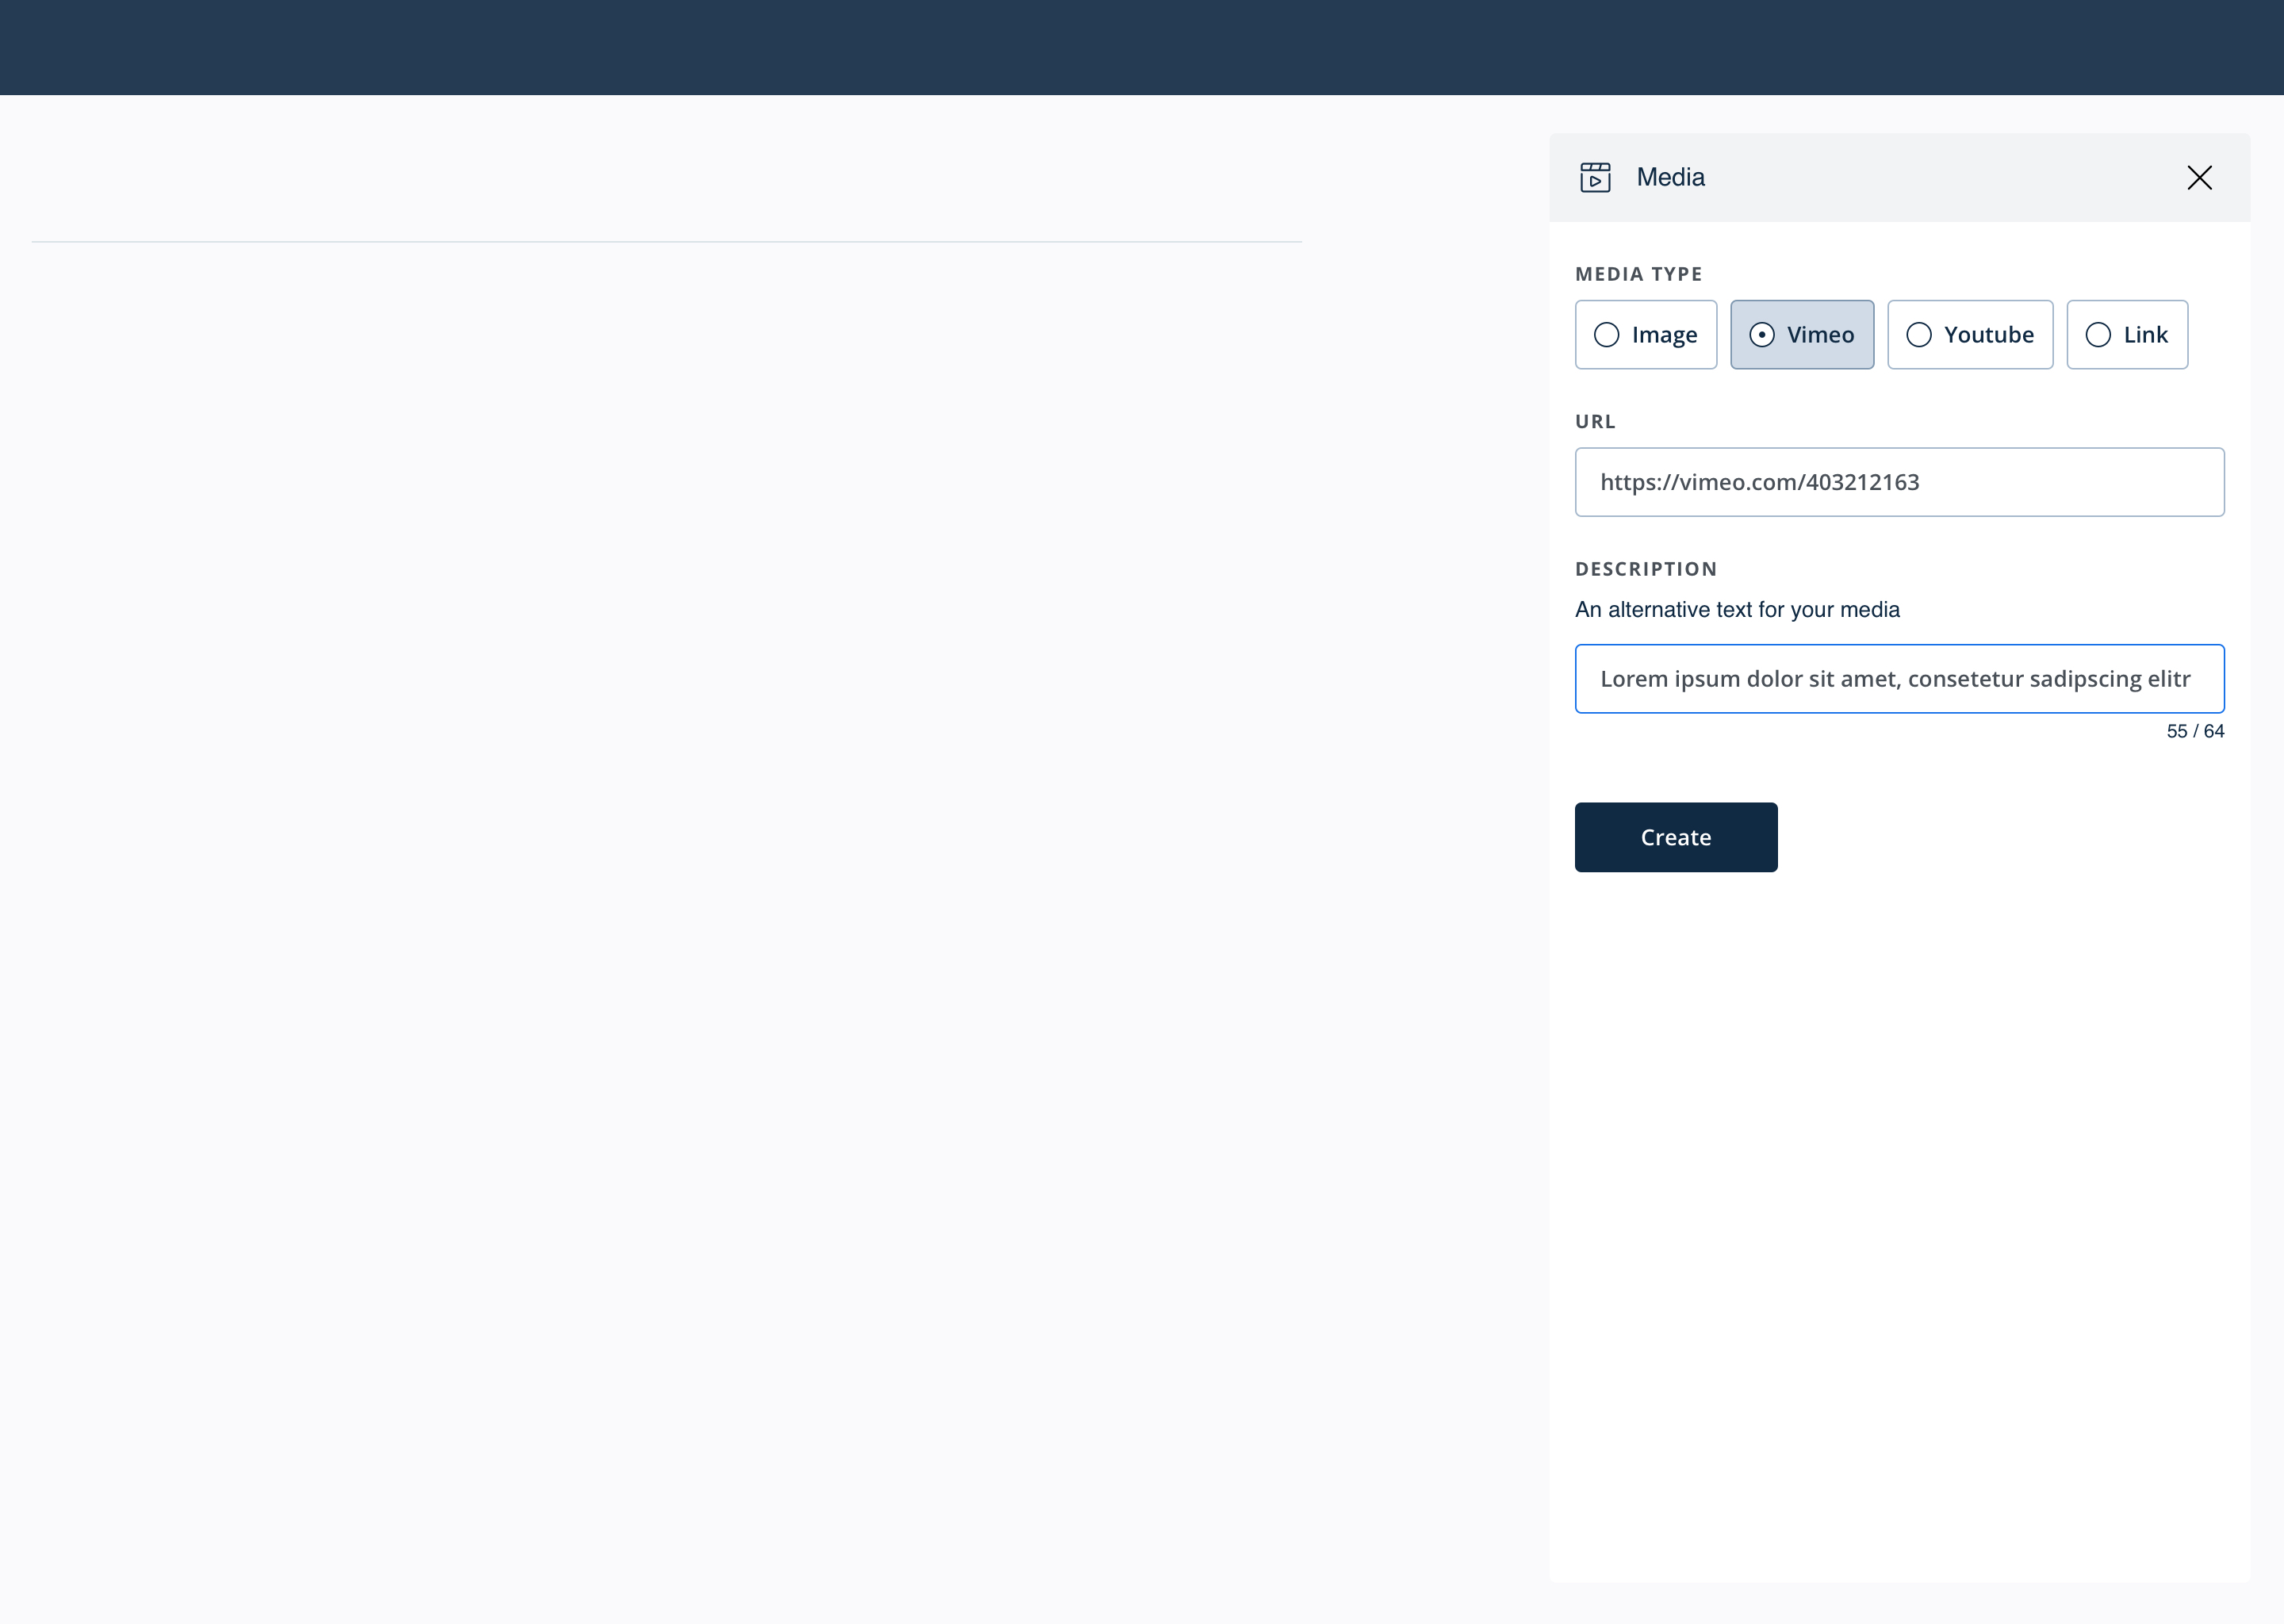 Media
MEDIA TYPE
Image
Vimeo
Youtube
Link
URL
https://vimeo.com/403212163
DESCRIPTION
An alternative text for your media
Lorem ipsum dolor sit amet, consetetur sadipscing elitr
55 / 64
Create